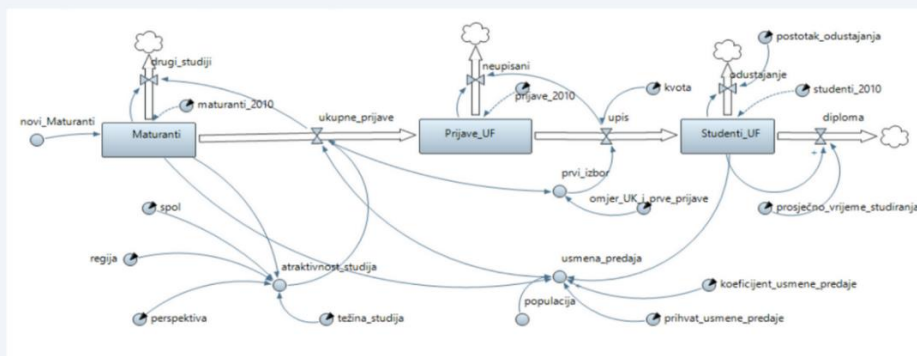 postotak_odustajanja
drugi_studiji
neupisani
odustajanje
prijave_2010
kvota
studenti_2010
maturanti_2010
novi_Maturanti
ukupne_prijave
upis
diploma
Maturanti
Prijave_UF
Studenti_UF
prvi_izbor
omjer_UK_i_prve_prijave
prosječno_vrijeme_studiranja
spol
regija
atraktivnost_studija
usmena_predaja
koeficijent_usmene_predaje
populacija
perspektiva
težina_studija
prihvat_usmene_predaje